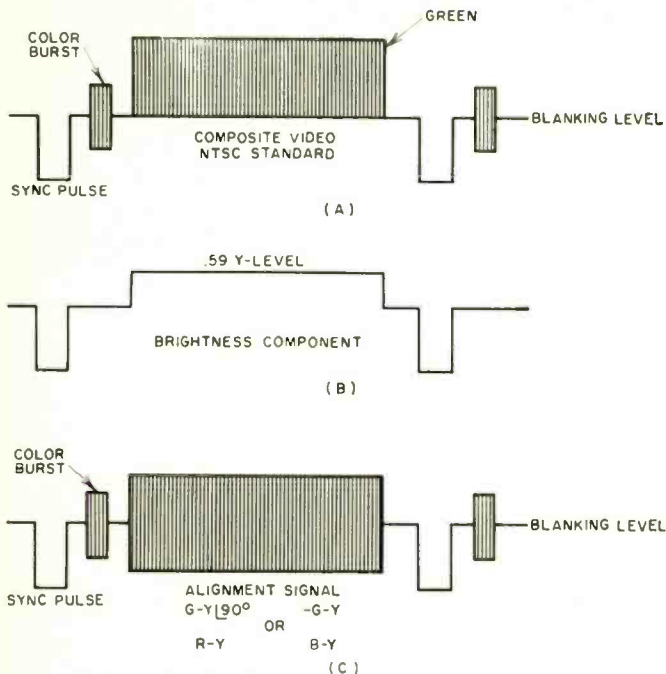 GREEN
COLOR
BURST
BLANKING LEVEL
COMPOSITE VIDEO
NTSC STANDARD
SYNC PULSE
(A)
.59 Y-LEVEL
BRIGHTNESS COMPONENT
(B)
COLOR
BURST
BLANKING LEVEL
SYNC PULSE
ALIGNMENT SIGNAL
G-Y∟90° -G-Y
OR
R-Y B-Y
(C)